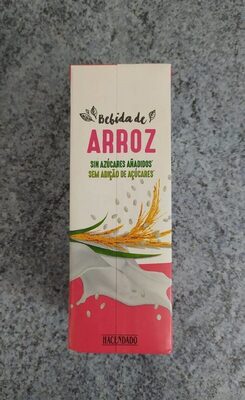 Bebida de
ARROZ
SIN AZÚCARES AÑADIDOS*
SEM ADIÇÃO DE AÇÚCARES*
HACENDADO